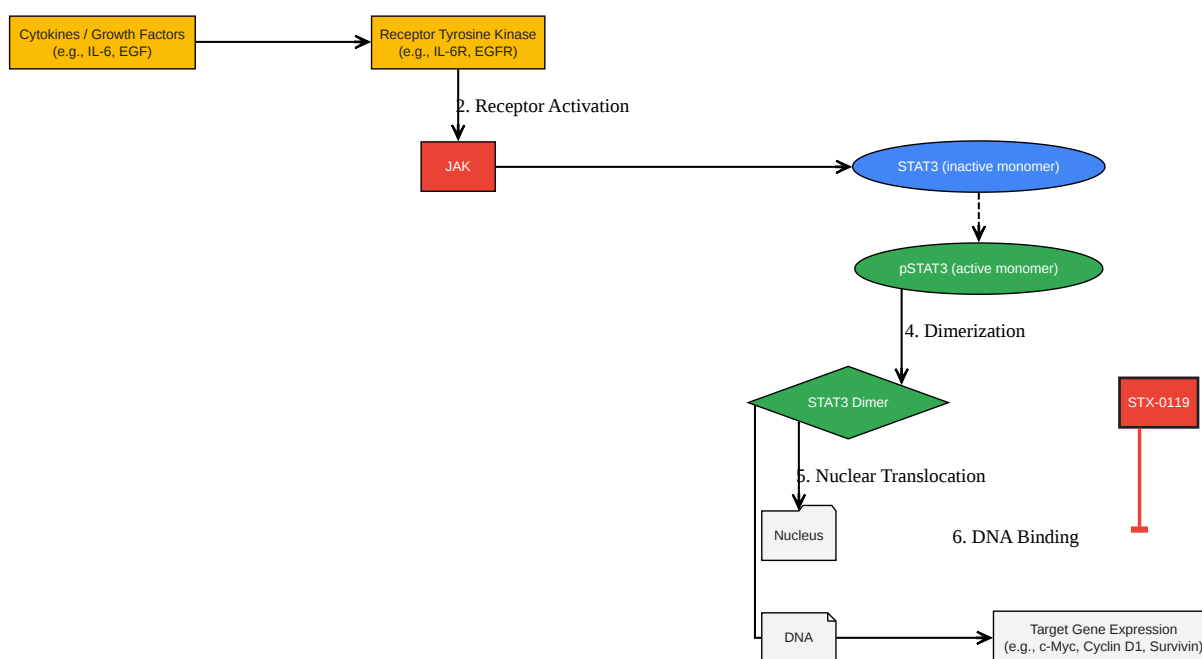 Cytokines / Growth Factors
(e.g., IL-6, EGF)
Receptor Tyrosine Kinase
(e.g., IL-6R, EGFR)
2. Receptor Activation
JAK
STAT3 (inactive monomer)
pSTAT3 (active monomer)
4. Dimerization
STAT3 Dimer
STX-0119
5. Nuclear Translocation
Nucleus
6. DNA Binding
DNA
Target Gene Expression
(e.g., c-Myc, Cyclin D1, Survivin)